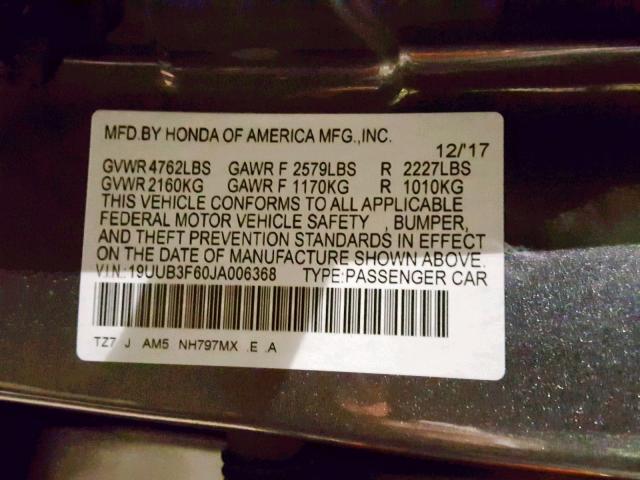 MFD.BY HONDA OF AMERICA MFG.,INC.
12/'17
GVWR 4762LBS GAWR F 2579LBS R 2227LBS
GVWR 2160KG GAWR F 1170KG R 1010KG
THIS VEHICLE CONFORMS TO ALL APPLICABLE
FEDERAL MOTOR VEHICLE SAFETY , BUMPER,
AND THEFT PREVENTION STANDARDS IN EFFECT
ON THE DATE OF MANUFACTURE SHOWN ABOVE.
VIN:19UUB3F60JA006368 TYPE:PASSENGER CAR
TZ7 J AM5 NH797MX .E .A